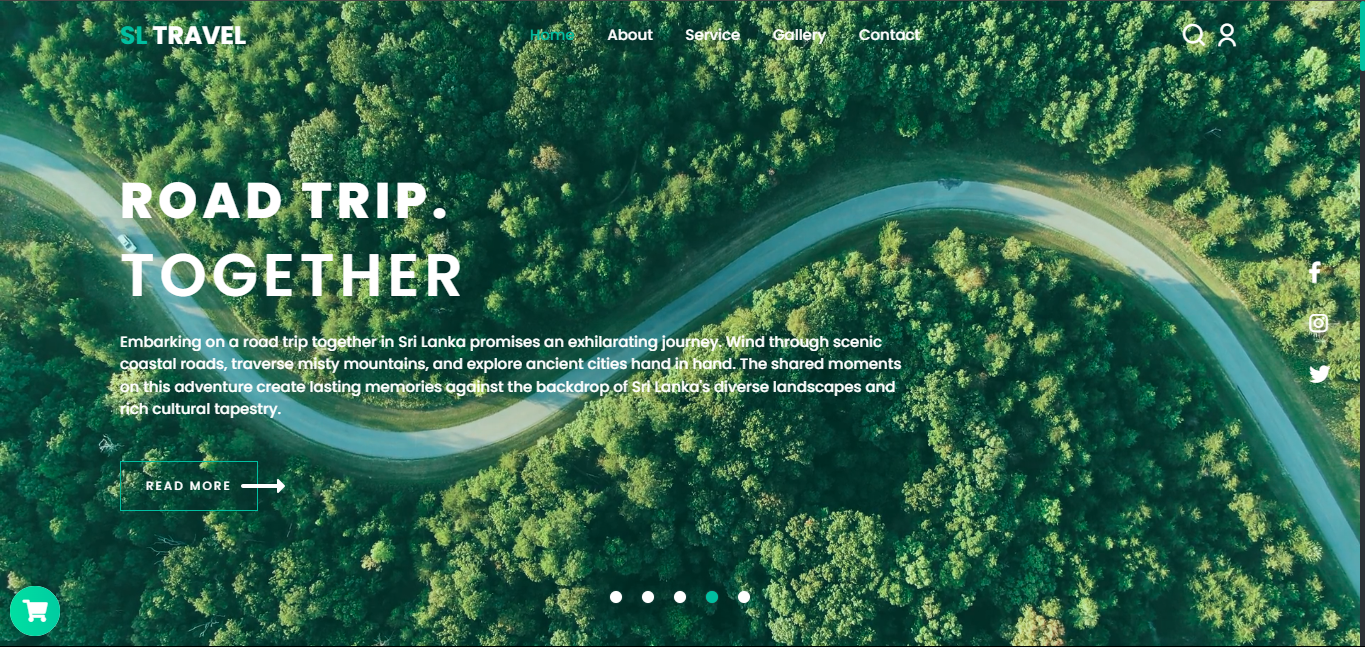 SL TRAVEL
Home About Service Gallery Contact
ROAD TRIP.
TOGETHER
Embarking on a road trip together in Sri Lanka promises an exhilarating journey. Wind through scenic
coastal roads, traverse misty mountains, and explore ancient cities hand in hand. The shared moments
on this adventure create lasting memories against the backdrop of Sri Lanka's diverse landscapes and
rich cultural tapestry.
READ MORE